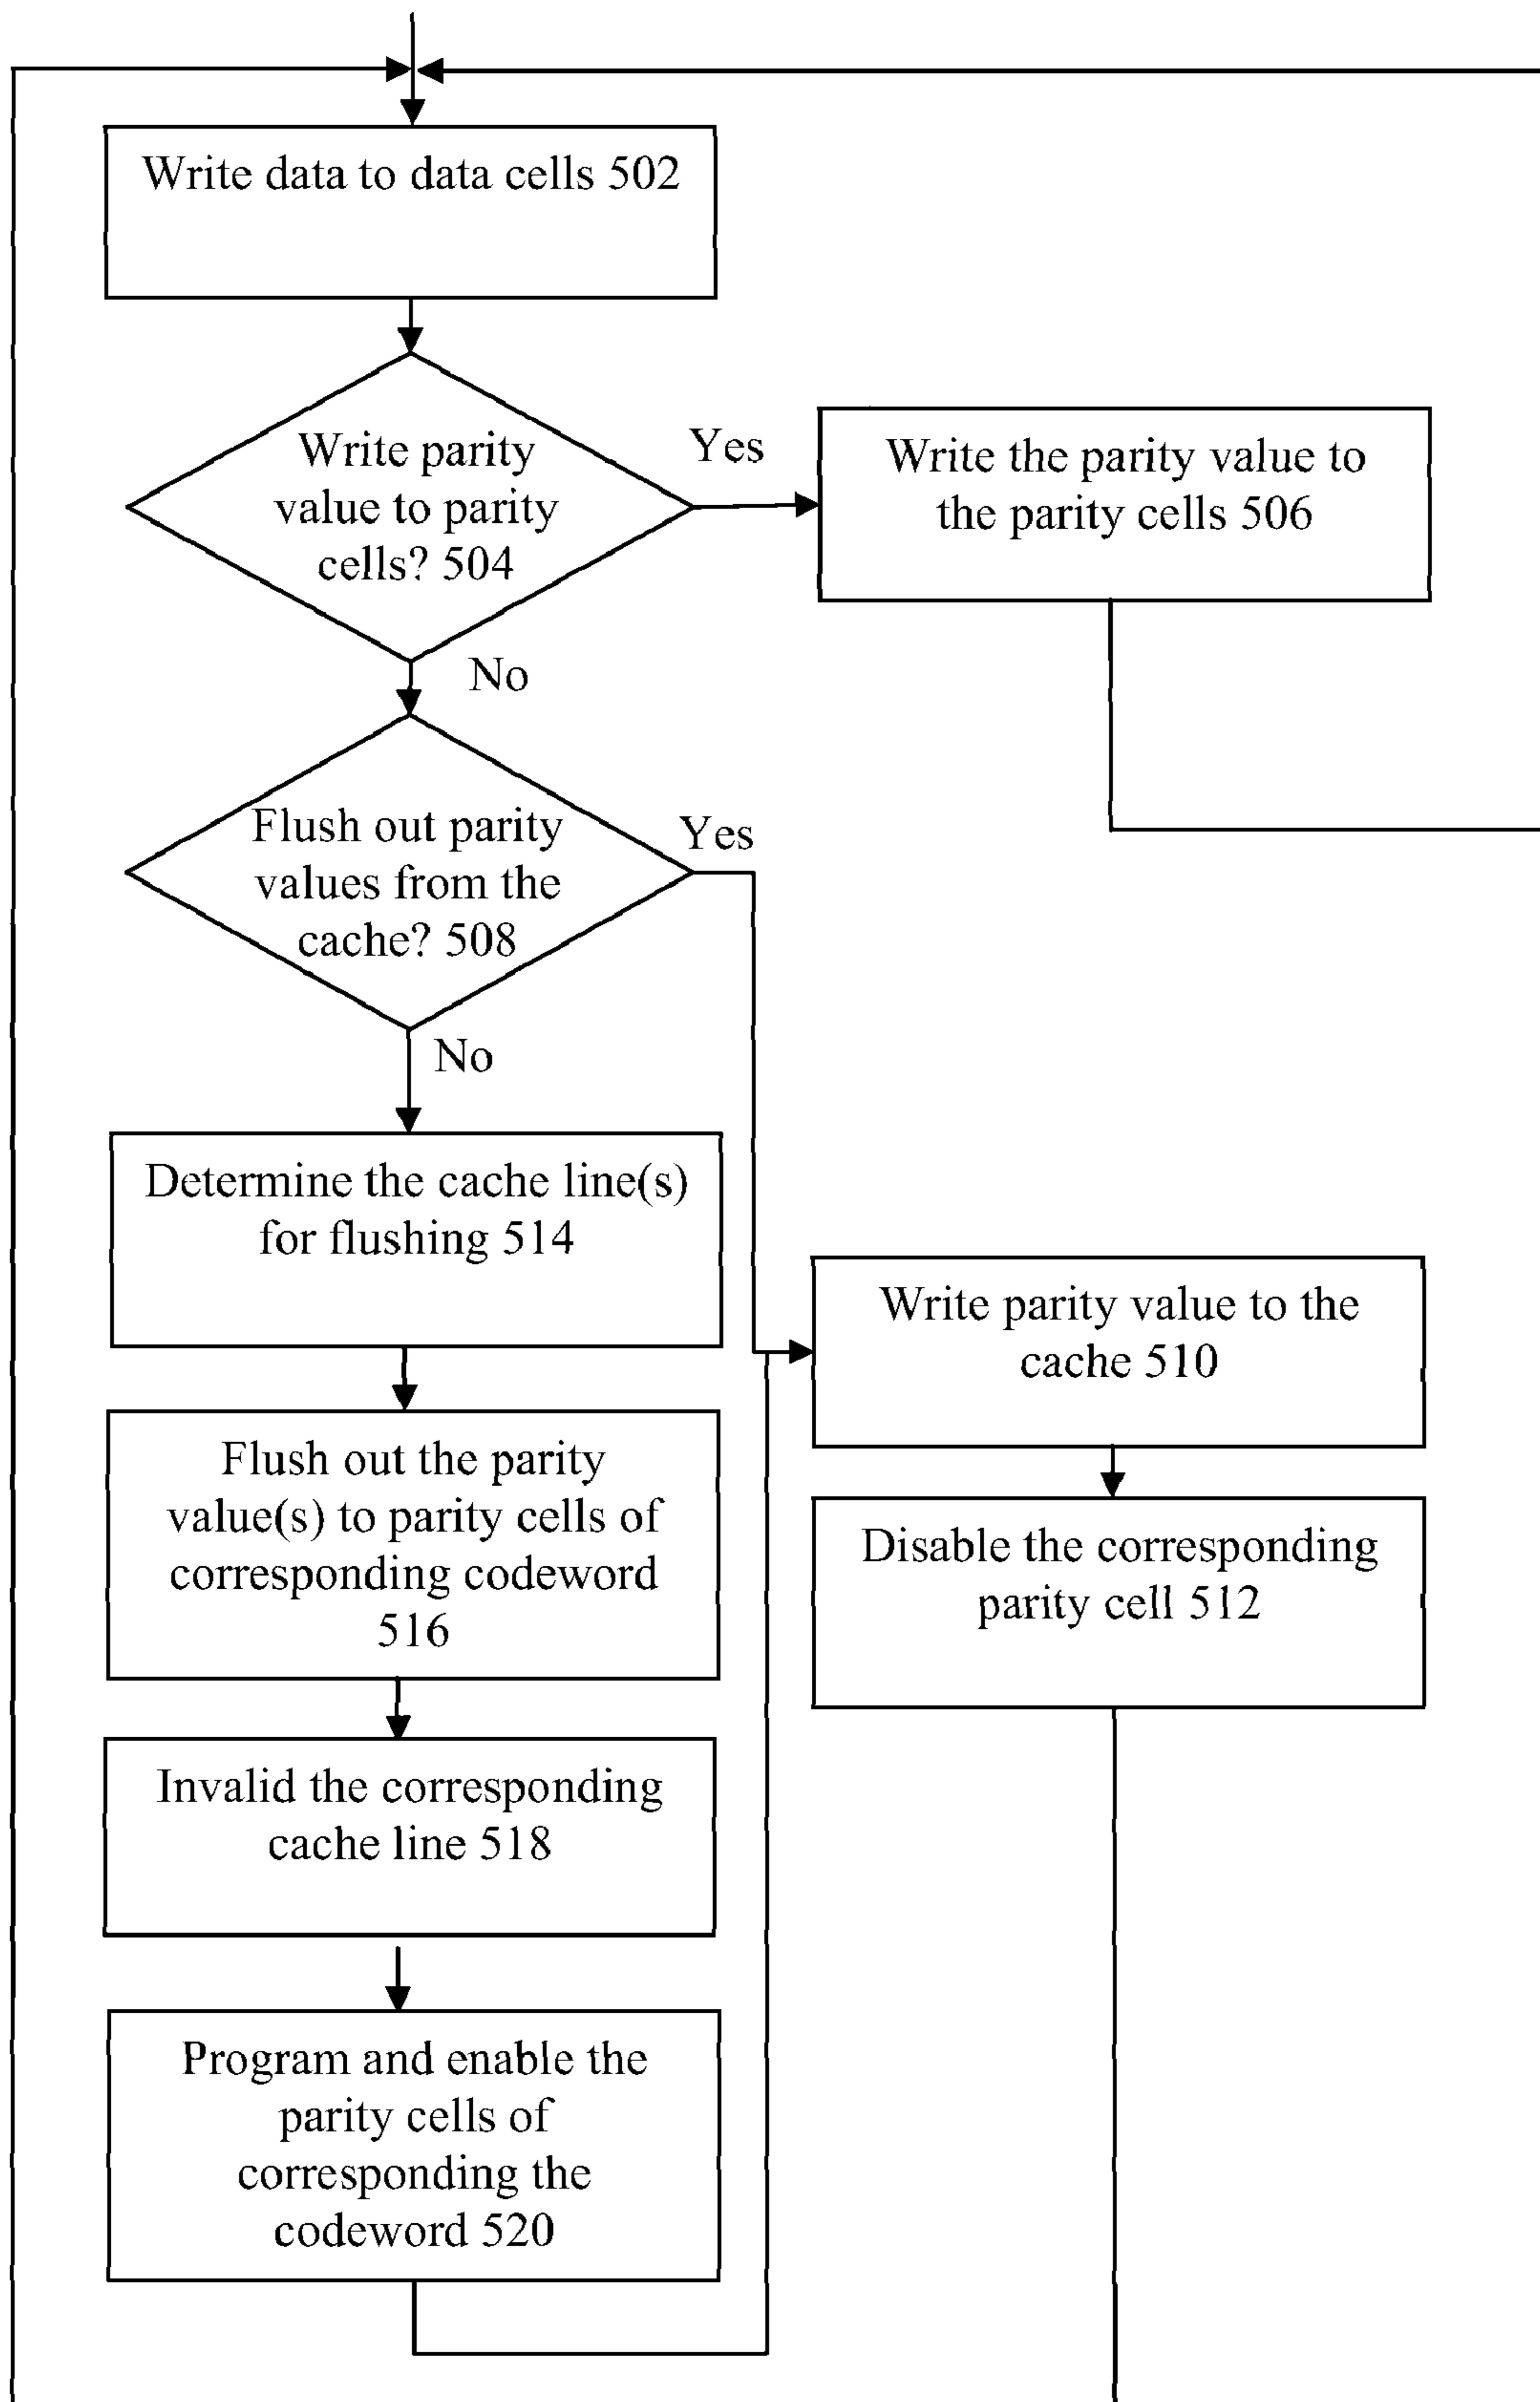 Write data to data cells 502
Write parity
value to parity
cells? 504
Yes
Write the parity value to
the parity cells 506
No
Flush out parity
values from the
cache? 508
Yes
No
Determine the cache line(s)
for flushing 514
Write parity value to the
cache 510
Flush out the parity
value(s) to parity cells of
corresponding codeword
516
Disable the corresponding
parity cell 512
Invalid the corresponding
cache line 518
Program and enable the
parity cells of
corresponding the
codeword 520